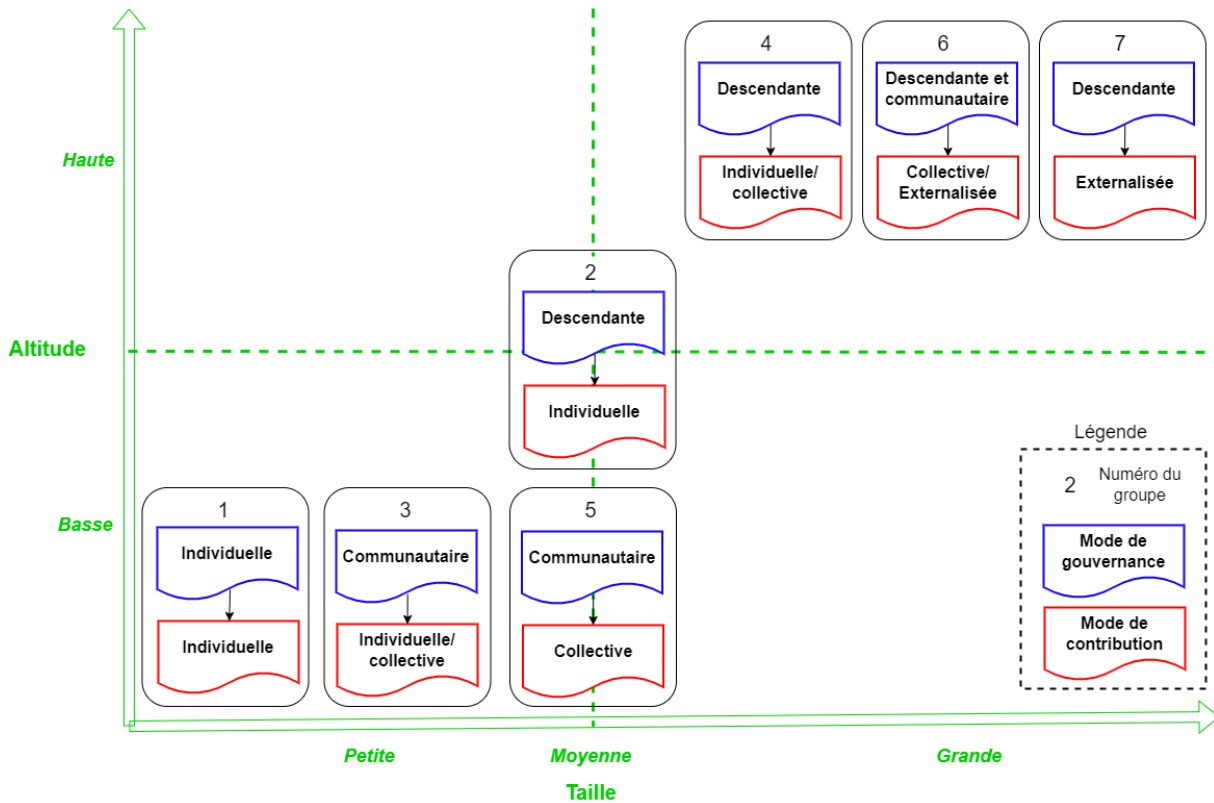 4
Descendante
Individuelle/
collective
6
Descendante et
communautaire
Collective/
Externalisée
7
Descendante
Externalisée
Haute
2
Descendante
Individuelle
Altitude
Basse
1
Individuelle
Individuelle
3
Communautaire
Individuelle/
collective
5
Communautaire
Collective
Légende
2
Numéro du
groupe
Mode de
gouvernance
Mode de
contribution
Petite
Moyenne
Grande
Taille